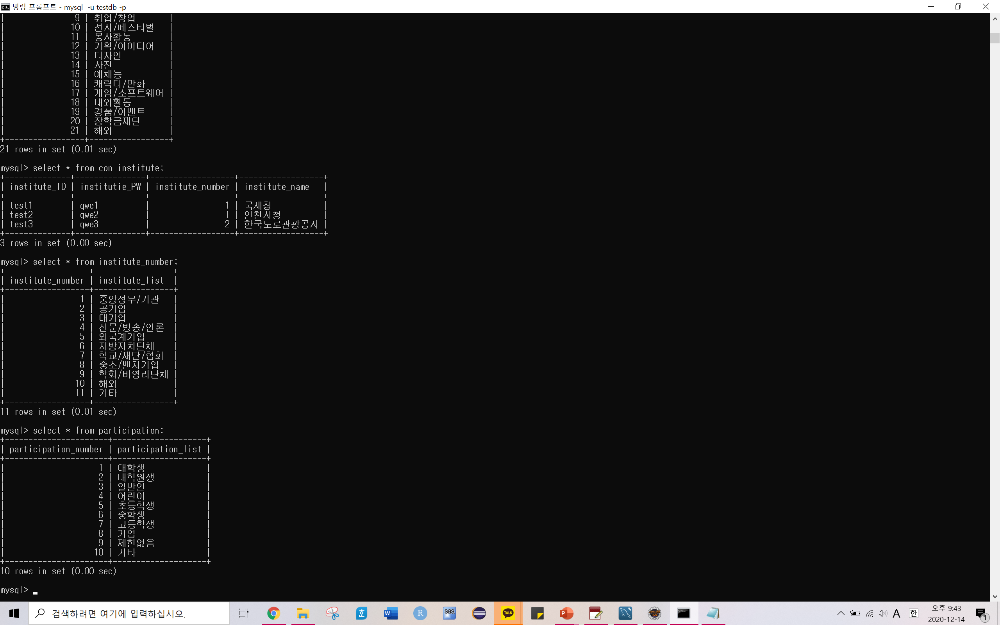 명령 프롬프트 - mysql -u testdb -p
| 9 | 취업/창업 |
| 10 | 전시/페스티벌 |
| 11 | 봉사활동 |
| 12 | 기획/아이디어 |
| 13 | 디자인 |
| 14 | 사진 |
| 15 | 예체능 |
| 16 | 캐릭터/만화 |
| 17 | 게임/소프트웨어 |
| 18 | 대외활동 |
| 19 | 경품/이벤트 |
| 20 | 장학금재단 |
| 21 | 해외 |
21 rows in set (0.01 sec)
mysql> select * from con_institute;
| institute_ID | institutie_PW | institute_number | institute_name |
| test1 | qwe1 | 1 | 국세청 |
| test2 | qwe2 | 1 | 인천시청 |
| test3 | qwe3 | 2 | 한국도로관광공사 |
3 rows in set (0.00 sec)
mysql> select * from institute_number;
| institute_number | institute_list |
| 1 | 중앙정부/기관 |
| 2 | 공기업 |
| 3 | 대기업 |
| 4 | 신문/방송/언론 |
| 5 | 외국계기업 |
| 6 | 지방자치단체 |
| 7 | 학교/재단/협회 |
| 8 | 중소/벤처기업 |
| 9 | 학회/비영리단체 |
| 10 | 해외 |
| 11 | 기타 |
11 rows in set (0.01 sec)
mysql> select * from participation;
| participation_number | participation_list |
| 1 | 대학생 |
| 2 | 대학원생 |
| 3 | 일반인 |
| 4 | 어린이 |
| 5 | 초등학생 |
| 6 | 중학생 |
| 7 | 고등학생 |
| 8 | 기업 |
| 9 | 제한없음 |
| 10 | 기타 |
10 rows in set (0.00 sec)
mysql>
검색하려면 여기에 입력하십시오.
호
W
R
sas
TALK
P
Java EE
IDE
A
한
오후 9:43
2020-12-14
1